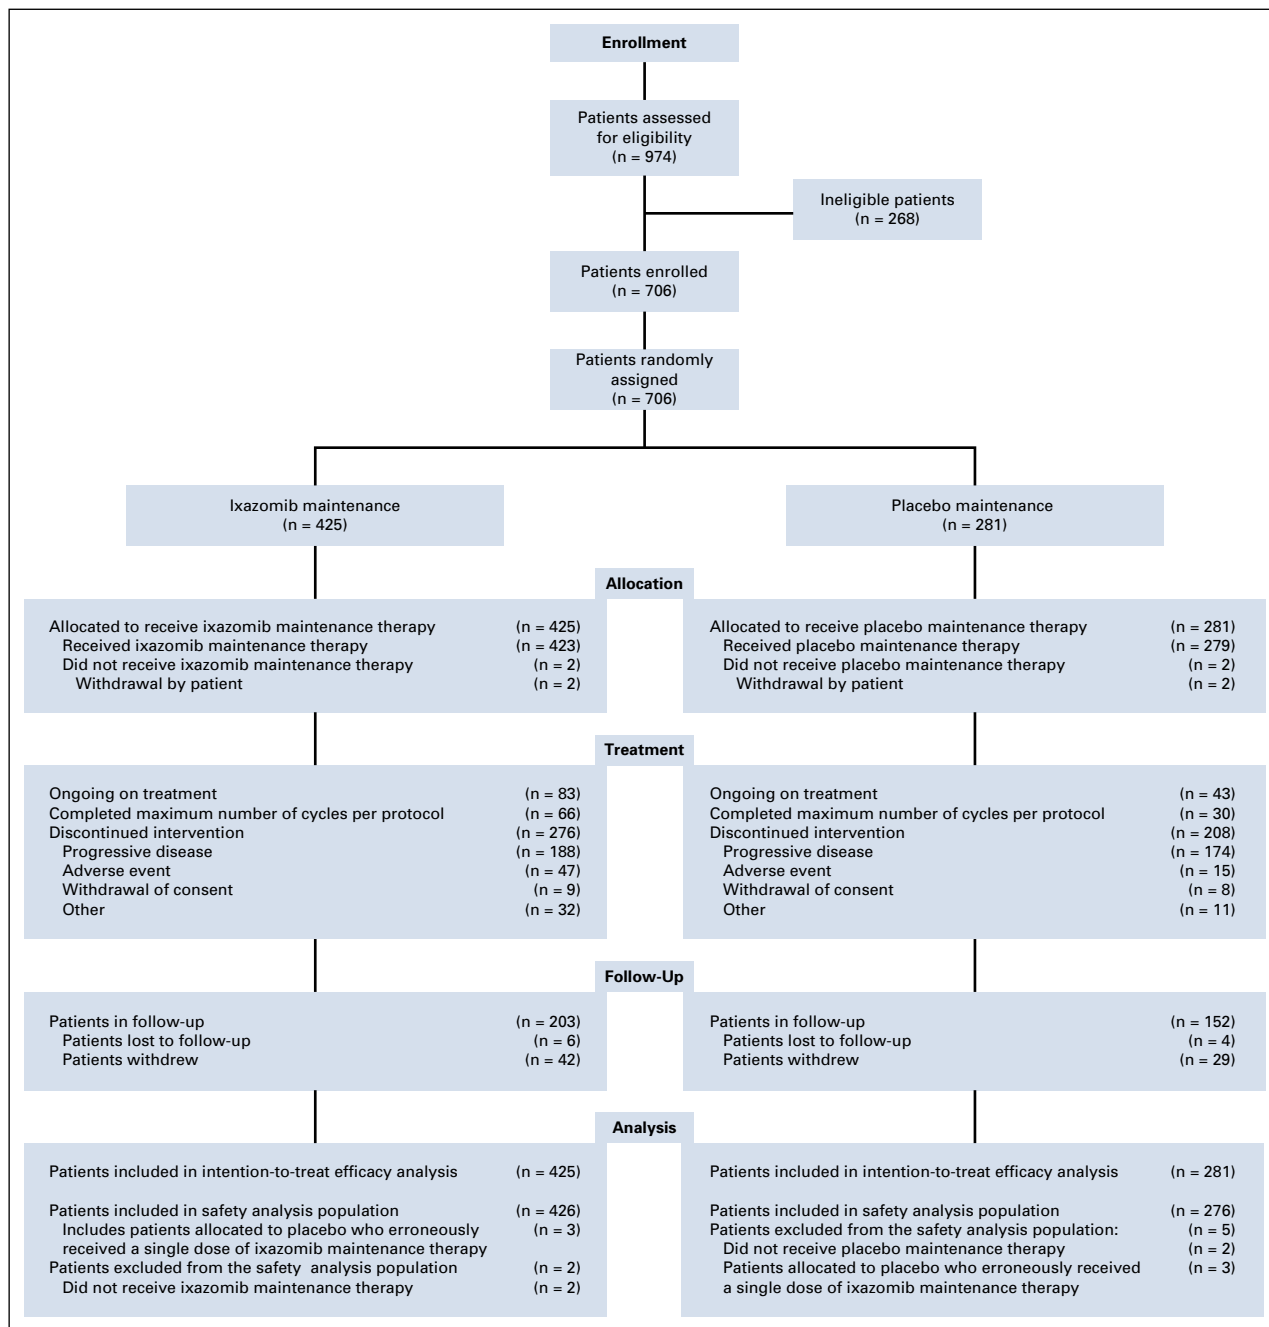 Enrollment
Patients assessed
for eligibility
(n = 974)
Ineligible patients
(n = 268)
Patients enrolled
(n = 706)
Patients randomly
assigned
(n = 706)
Ixazomib maintenance
(n = 425)
Placebo maintenance
(n = 281)
Allocation
Allocated to receive ixazomib maintenance therapy (n = 425)
Received ixazomib maintenance therapy (n = 423)
Did not receive ixazomib maintenance therapy (n = 2)
Withdrawal by patient (n = 2)
Allocated to receive placebo maintenance therapy (n = 281)
Received placebo maintenance therapy (n = 279)
Did not receive placebo maintenance therapy (n = 2)
Withdrawal by patient (n = 2)
Treatment
Ongoing on treatment (n = 83)
Completed maximum number of cycles per protocol (n = 66)
Discontinued intervention (n = 276)
Progressive disease (n = 188)
Adverse event (n = 47)
Withdrawal of consent (n = 9)
Other (n = 32)
Ongoing on treatment (n = 43)
Completed maximum number of cycles per protocol (n = 30)
Discontinued intervention (n = 208)
Progressive disease (n = 174)
Adverse event (n = 15)
Withdrawal of consent (n = 8)
Other (n = 11)
Follow-Up
Patients in follow-up (n = 203)
Patients lost to follow-up (n = 6)
Patients withdrew (n = 42)
Patients in follow-up (n = 152)
Patients lost to follow-up (n = 4)
Patients withdrew (n = 29)
Analysis
Patients included in intention-to-treat efficacy analysis (n = 425)
Patients included in safety analysis population (n = 426)
Includes patients allocated to placebo who erroneously (n = 3)
received a single dose of ixazomib maintenance therapy
Patients excluded from the safety analysis population (n = 2)
Did not receive ixazomib maintenance therapy (n = 2)
Patients included in intention-to-treat efficacy analysis (n = 281)
Patients included in safety analysis population (n = 276)
Patients excluded from the safety analysis population: (n = 5)
Did not receive placebo maintenance therapy (n = 2)
Patients allocated to placebo who erroneously received (n = 3)
a single dose of ixazomib maintenance therapy